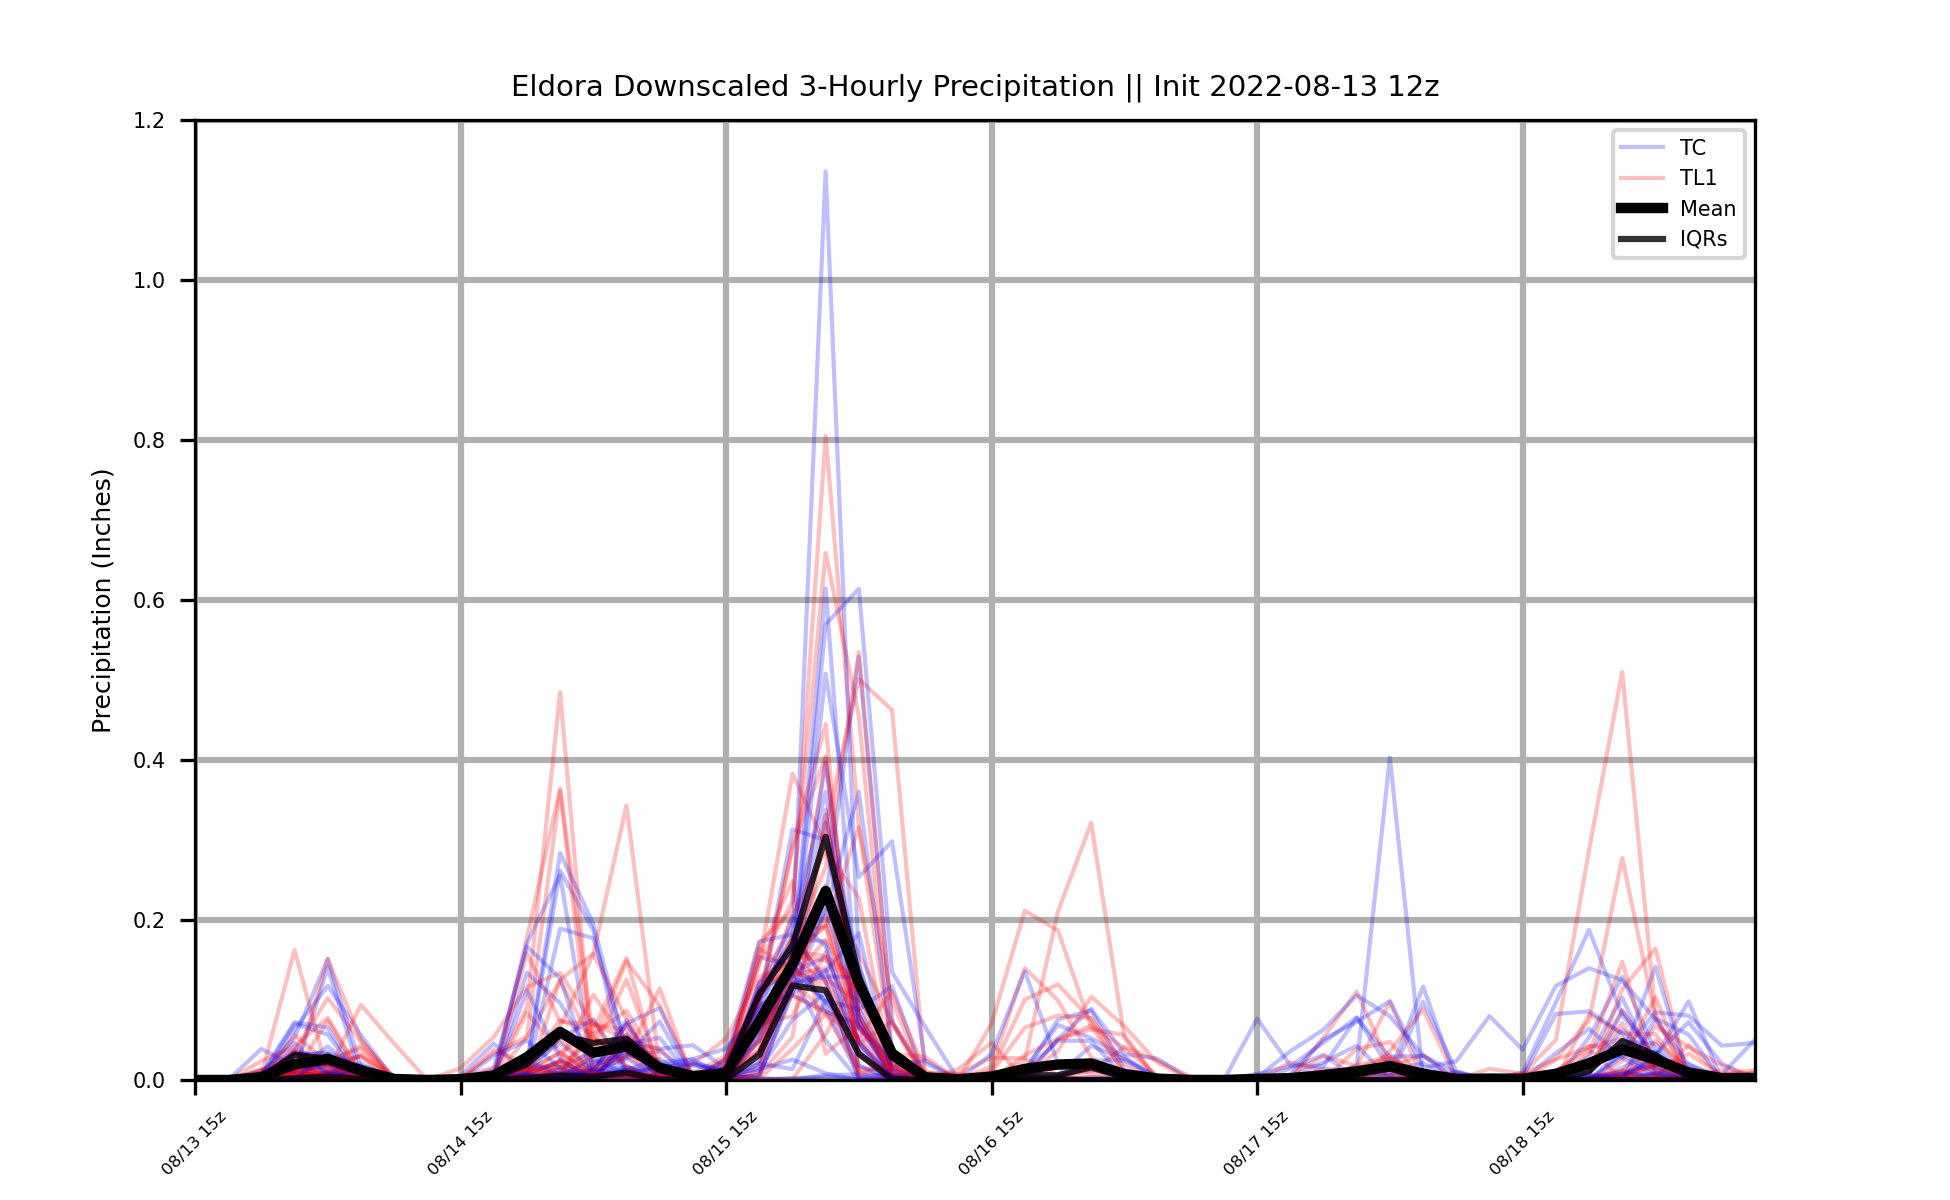 Eldora Downscaled 3-Hourly Precipitation || Init 2022-08-13 12z
TC
TL1
Mean
IQRs
Precipitation (Inches)
1.2
1.0
0.8
0.6
0.4
0.2
0.0
08/13 15z
08/14 15z
08/15 15z
08/16 15z
08/17 15z
08/18 15z